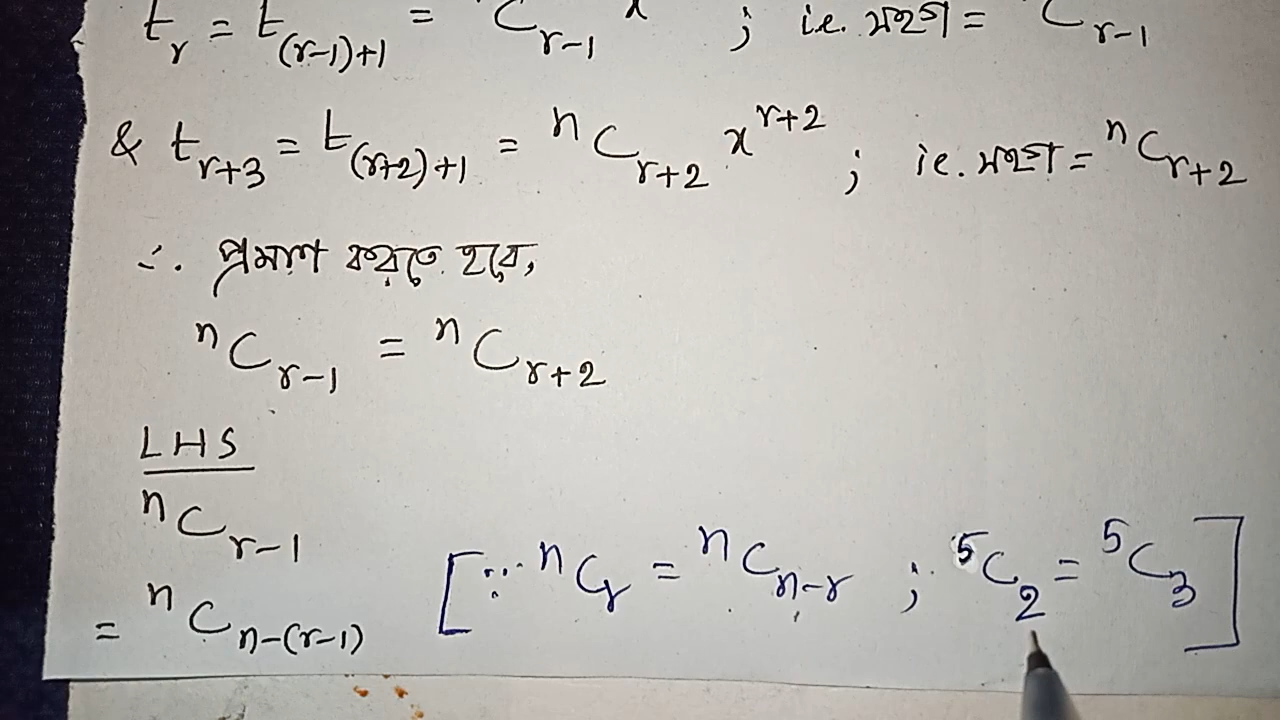 t_r = t_(r-1)+1 = C_r-1 x ; i.e. সহগ = C_r-1
& t_r+3 = t_(r+2)+1 = ⁿC_r+2 x^r+2 ; ie. সহগ = ⁿC_r+2
∴ প্রমাণ করতে হবে,
ⁿC_r-1 = ⁿC_r+2
LHS
ⁿC_r-1
= ⁿC_n-(r-1) [∵ ⁿC_r = ⁿC_n-r ; ⁵C_2 = ⁵C_3]